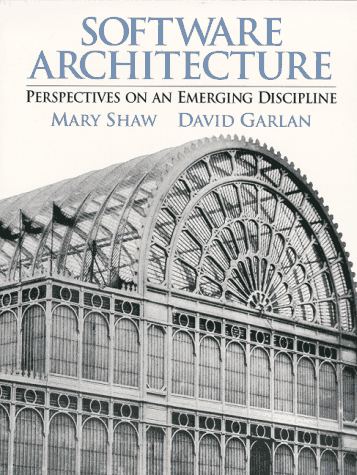 SOFTWARE
ARCHITECTURE
PERSPECTIVES ON AN EMERGING DISCIPLINE
MARY SHAW DAVID GARLAN